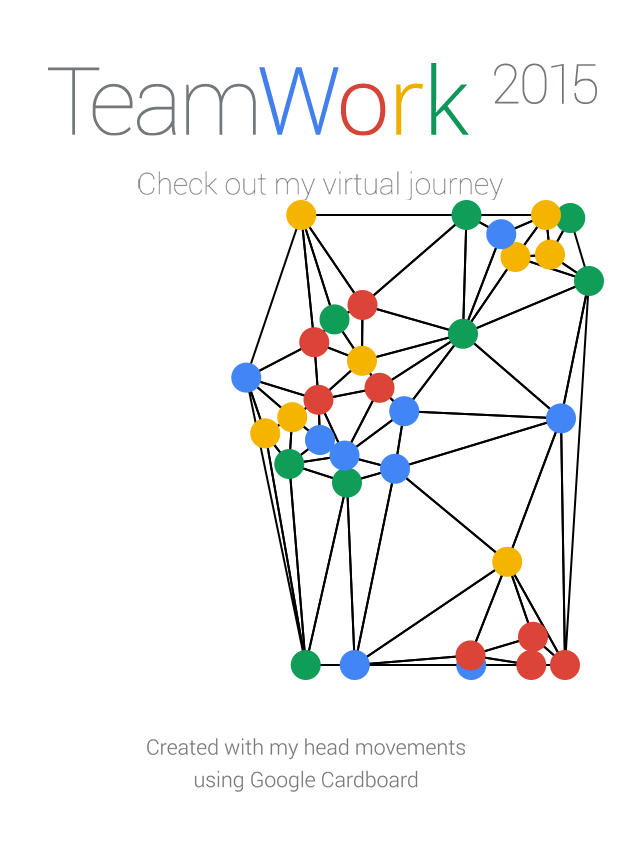 TeamWork 2015
Check out my virtual journey
Created with my head movements
using Google Cardboard